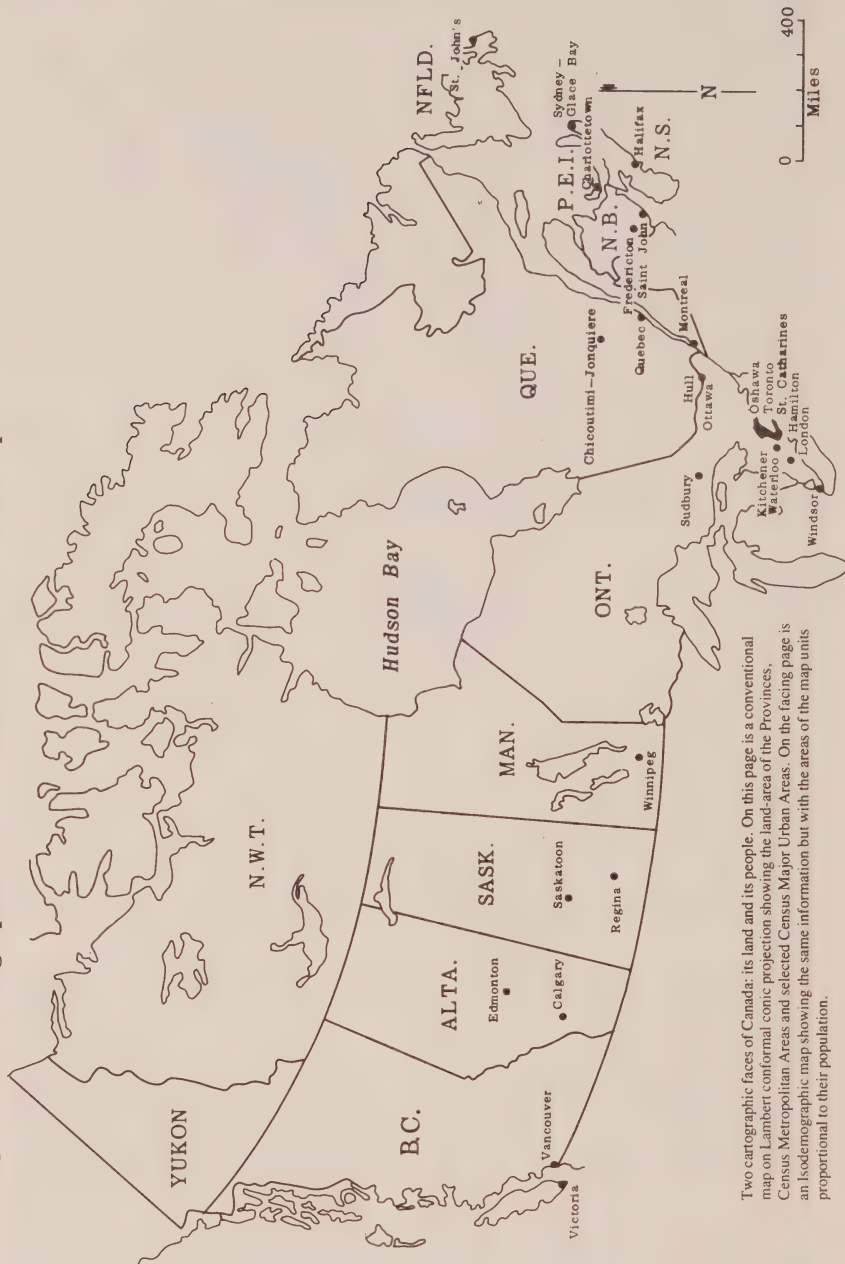 YUKON
N.W.T.
B.C.
ALTA.
SASK.
MAN.
Hudson Bay
ONT.
QUE.
NFLD.
St. John's
P.E.I.
Sydney –
Glace Bay
Charlottetown
N.B.
Fredericton
Saint John
Halifax
N.S.
Chicoutimi-Jonquiere
Quebec
Montreal
Hull
Ottawa
Sudbury
Oshawa
Toronto
St. Catharines
Hamilton
London
Kitchener
Waterloo
Windsor
Edmonton
Calgary
Saskatoon
Regina
Winnipeg
Vancouver
Victoria
N
0 400
Miles
Two cartographic faces of Canada: its land and its people. On this page is a conventional
map on Lambert conformal conic projection showing the land-area of the Provinces,
Census Metropolitan Areas and selected Census Major Urban Areas. On the facing page is
an Isodemographic map showing the same information but with the areas of the map units
proportional to their population.